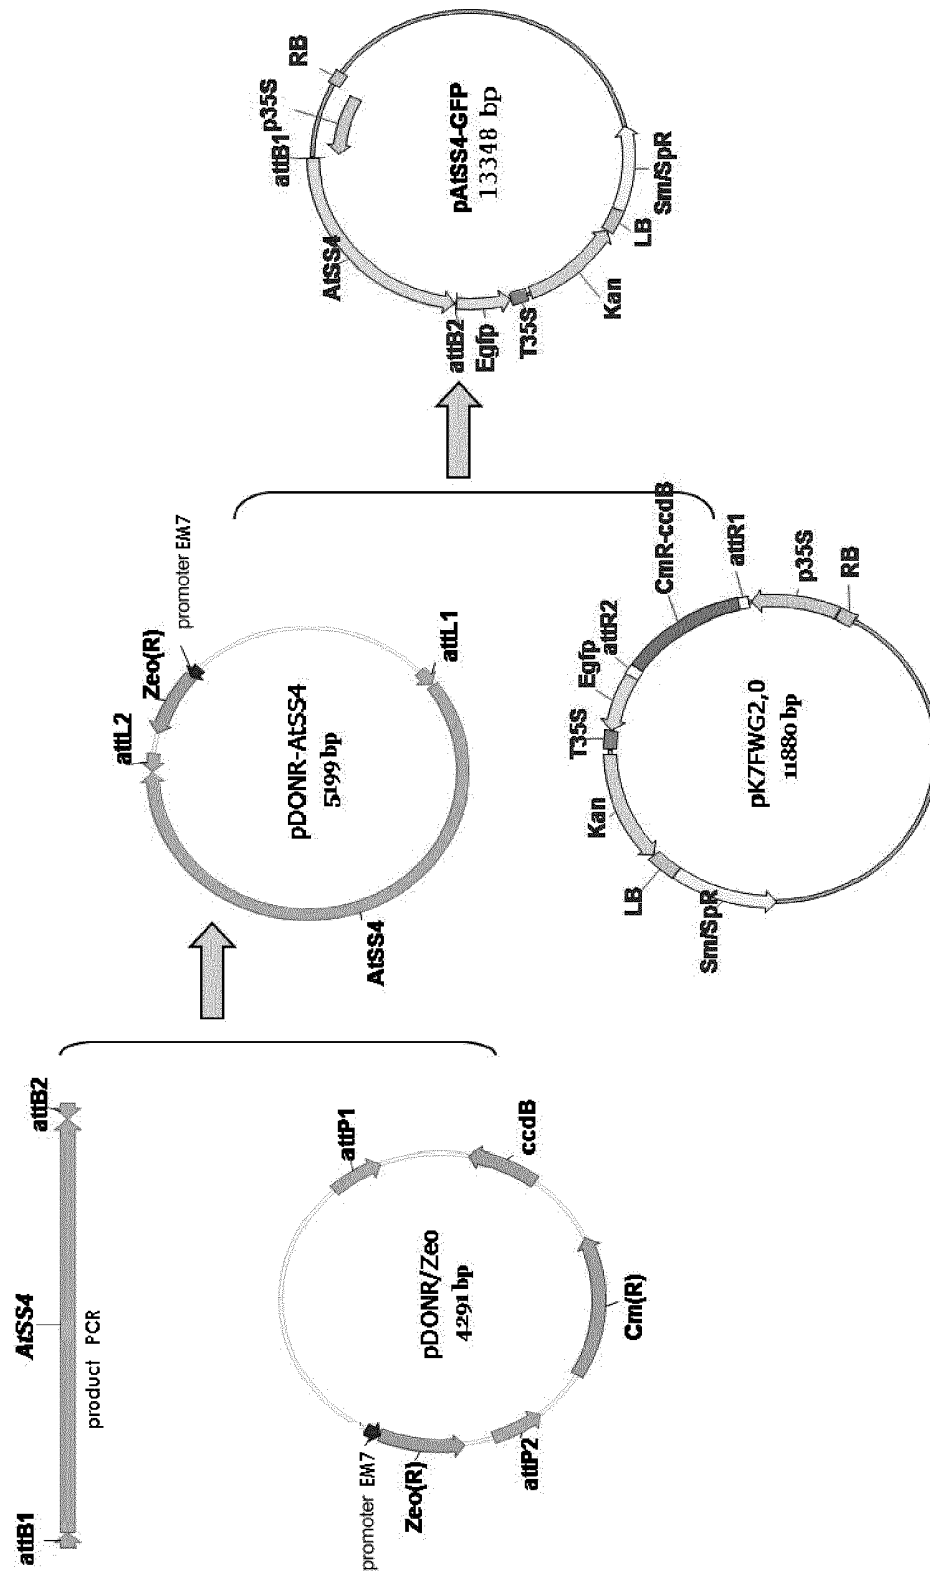 attB1
AtSS4
attB2
product PCR
promoter EM7
Zeo(R)
attP2
Cm(R)
ccdB
attP1
pDONR/Zeo
4291 bp
attL2
Zeo(R)
promoter EM7
attL1
AtSS4
pDONR-AtSS4
5199 bp
Sm/SpR
LB
Kan
T35S
Egfp
attR2
CmR-ccdB
attR1
p35S
RB
pK7FWG2,0
11880 bp
attB2
Egfp
T35S
Kan
LB
Sm/SpR
AtSS4
attB1
p35S
RB
pAtSS4-GFP
13348 bp